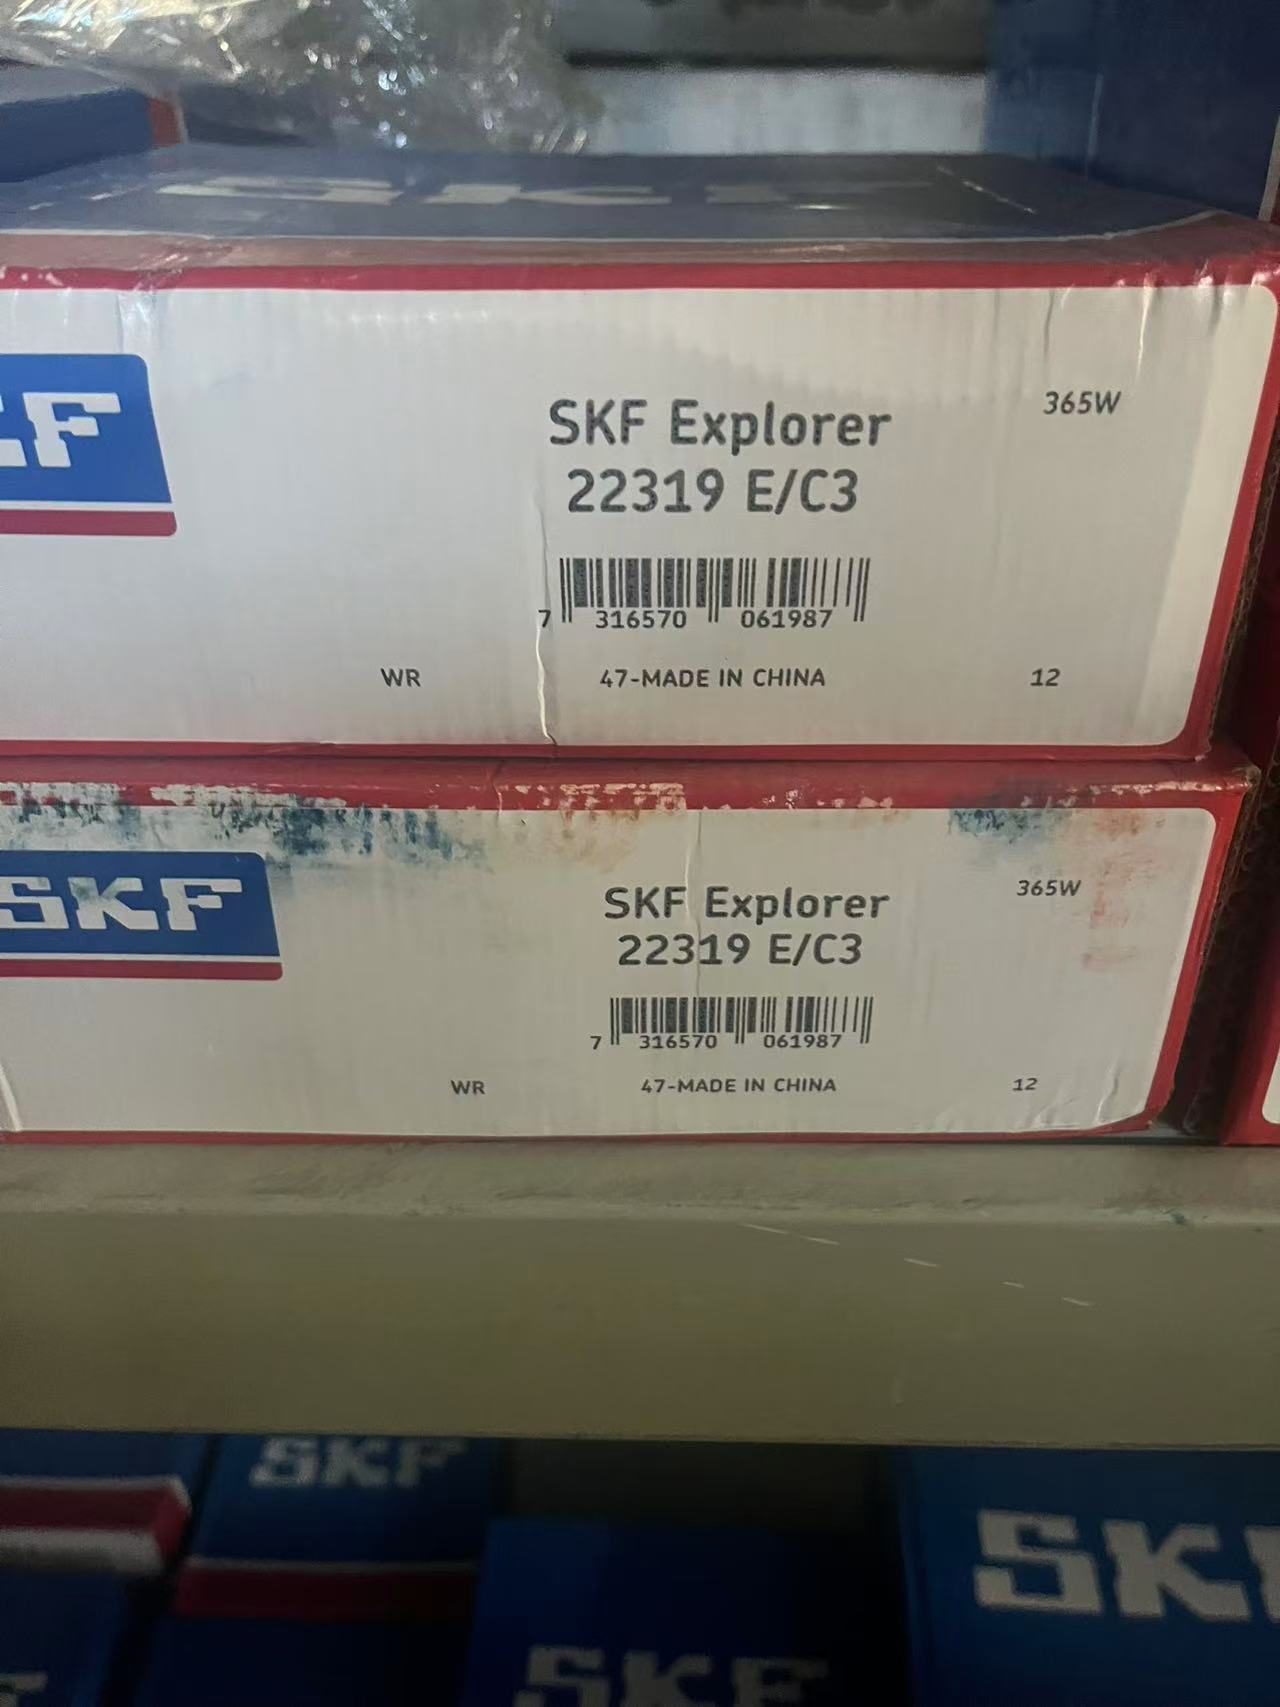 SKF
SKF
365W
SKF Explorer
22319 E/C3
7 316570 061987
WR
47-MADE IN CHINA
12
SKF
365W
SKF Explorer
22319 E/C3
7 316570 061987
WR
47-MADE IN CHINA
12
SKF
SK
SKF